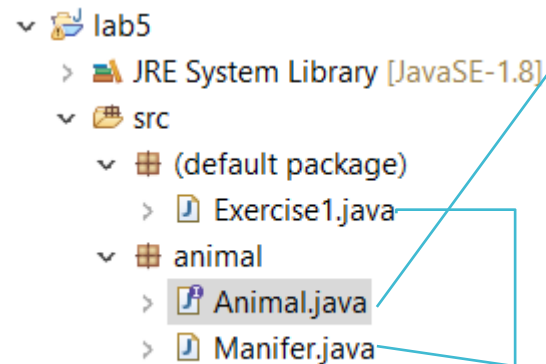 lab5
JRE System Library [JavaSE-1.8]
src
(default package)
Exercise1.java
animal
Animal.java
Manifer.java